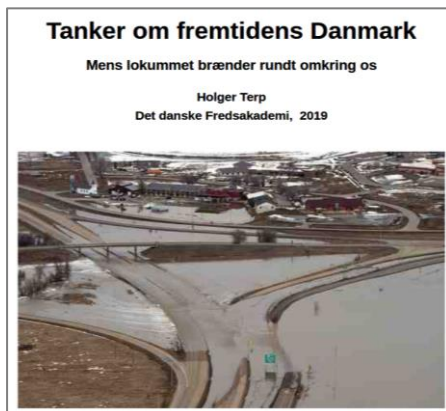 Tanker om fremtidens Danmark
Mens lokummet brænder rundt omkring os
Holger Terp
Det danske Fredsakademi, 2019